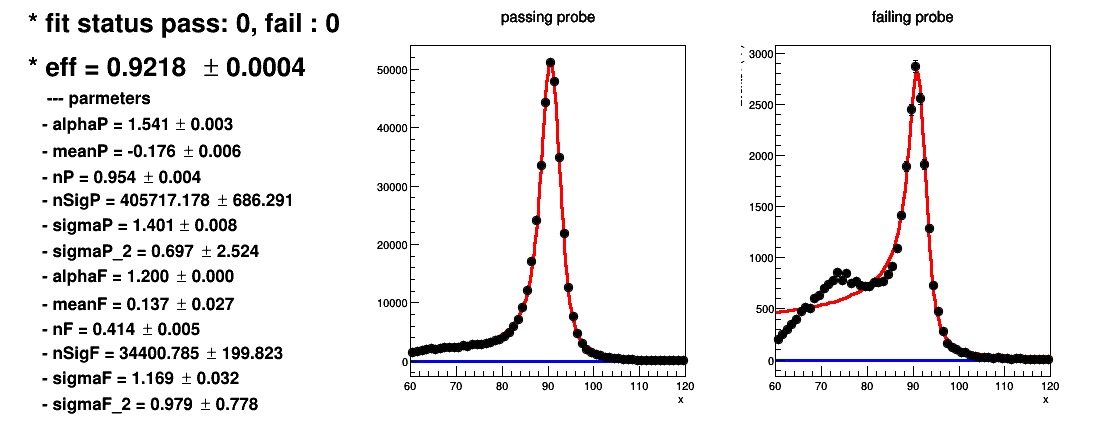 * fit status pass: 0, fail : 0
* eff = 0.9218 ± 0.0004
--- parmeters
- alphaP = 1.541 ± 0.003
- meanP = -0.176 ± 0.006
- nP = 0.954 ± 0.004
- nSigP = 405717.178 ± 686.291
- sigmaP = 1.401 ± 0.008
- sigmaP_2 = 0.697 ± 2.524
- alphaF = 1.200 ± 0.000
- meanF = 0.137 ± 0.027
- nF = 0.414 ± 0.005
- nSigF = 34400.785 ± 199.823
- sigmaF = 1.169 ± 0.032
- sigmaF_2 = 0.979 ± 0.778
passing probe
50000
40000
30000
20000
10000
0
60 70 80 90 100 110 120
x
failing probe
3000
2500
2000
1500
1000
500
0
60 70 80 90 100 110 120
x